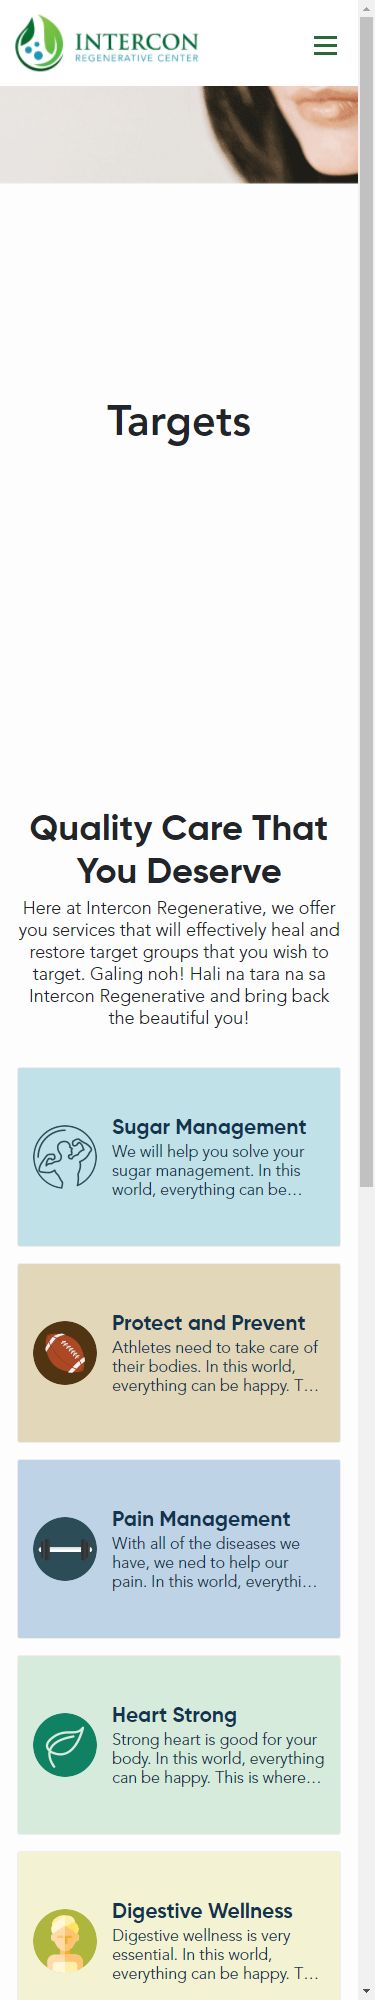 INTERCON
REGENERATIVE CENTER
Targets
Quality Care That
You Deserve
Here at Intercon Regenerative, we offer
you services that will effectively heal and
restore target groups that you wish to
target. Galing noh! Hali na tara na sa
Intercon Regenerative and bring back
the beautiful you!
Sugar Management
We will help you solve your
sugar management. In this
world, everything can be...
Protect and Prevent
Athletes need to take care of
their bodies. In this world,
everything can be happy. T...
Pain Management
With all of the diseases we
have, we ned to help our
pain. In this world, everythi...
Heart Strong
Strong heart is good for your
body. In this world, everything
can be happy. This is where...
Digestive Wellness
Digestive wellness is very
essential. In this world,
everything can be happy. T...